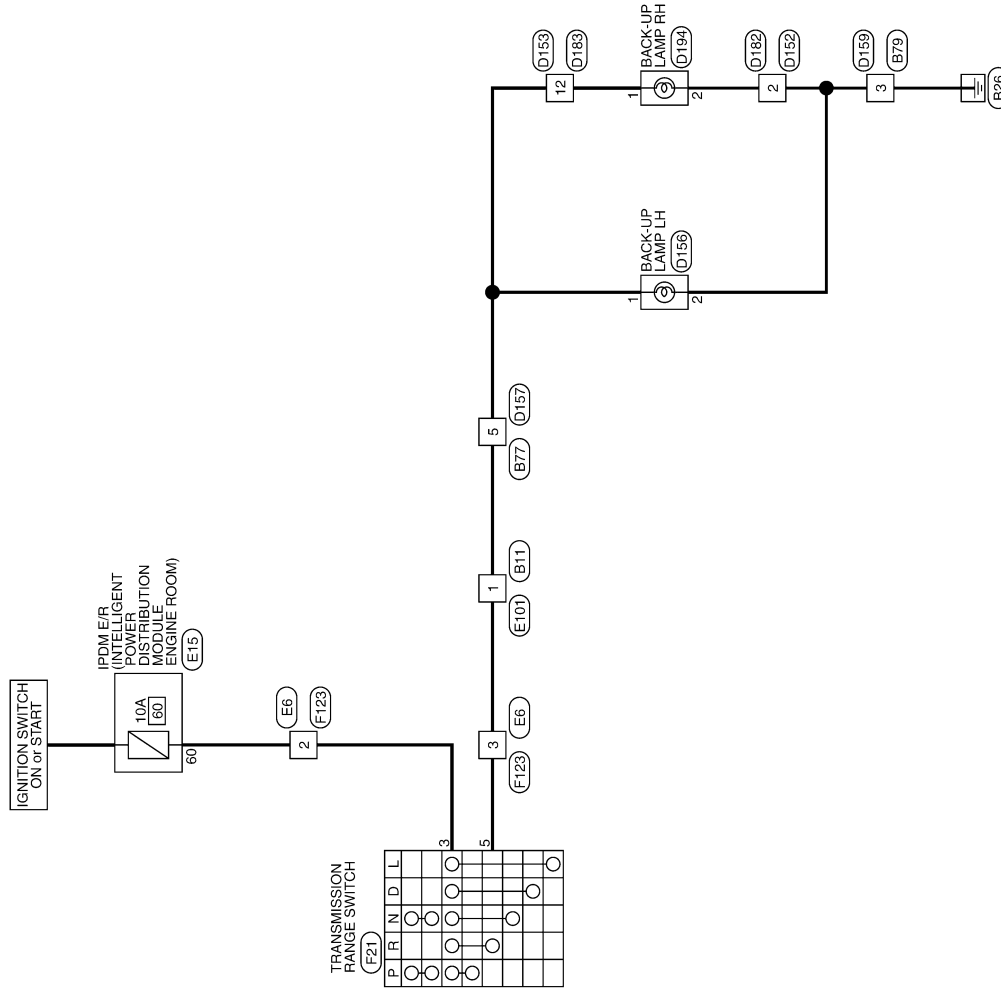 IGNITION SWITCH
ON or START
IPDM E/R
(INTELLIGENT
POWER
DISTRIBUTION
MODULE
ENGINE ROOM)
E15
10A
60
60
E6
2
F123
TRANSMISSION
RANGE SWITCH
F21
P R N D L
3
5
3
F123 E6
1
E101 B11
5
B77 D157
D153
12
D183
BACK-UP
LAMP LH
D156
1
2
BACK-UP
LAMP RH
D194
1
2
D182
2
D152
D159
3
B79